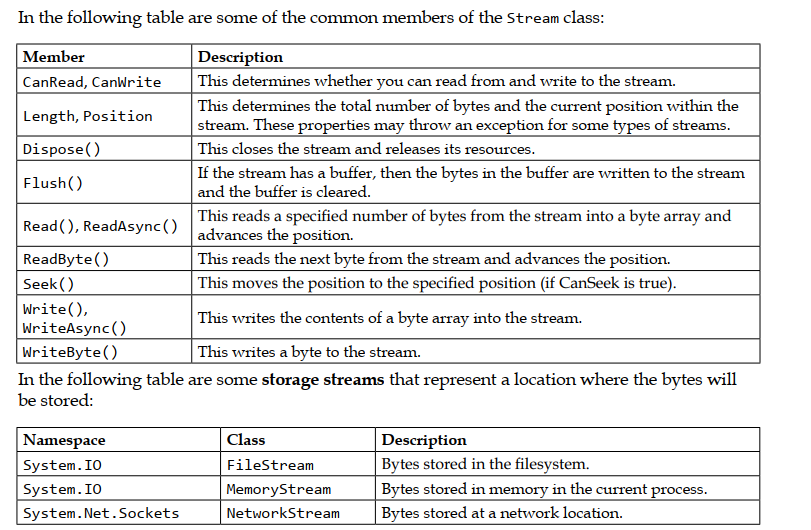 In the following table are some of the common members of the Stream class:
Member Description
CanRead, CanWrite This determines whether you can read from and write to the stream.
Length, Position This determines the total number of bytes and the current position within the
stream. These properties may throw an exception for some types of streams.
Dispose() This closes the stream and releases its resources.
Flush() If the stream has a buffer, then the bytes in the buffer are written to the stream
and the buffer is cleared.
Read(), ReadAsync() This reads a specified number of bytes from the stream into a byte array and
advances the position.
ReadByte() This reads the next byte from the stream and advances the position.
Seek() This moves the position to the specified position (if CanSeek is true).
Write(),
WriteAsync() This writes the contents of a byte array into the stream.
WriteByte() This writes a byte to the stream.
In the following table are some storage streams that represent a location where the bytes will
be stored:
Namespace Class Description
System.IO FileStream Bytes stored in the filesystem.
System.IO MemoryStream Bytes stored in memory in the current process.
System.Net.Sockets NetworkStream Bytes stored at a network location.